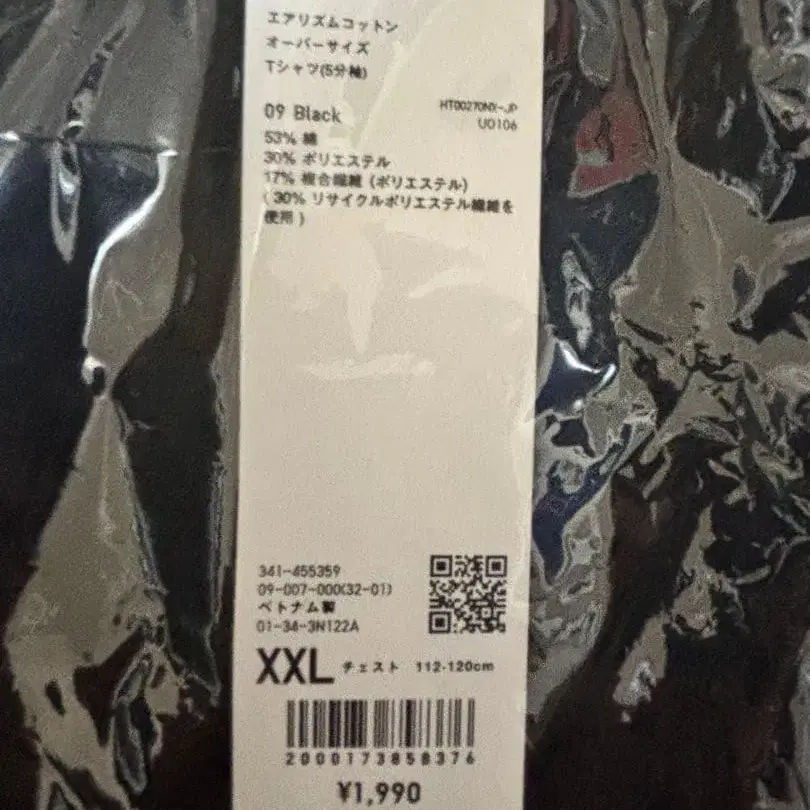 エアリズムコットン
オーバーサイズ
Tシャツ(5分袖)
09 Black
HT00270NX-JP
U0106
53% 綿
30% ポリエステル
17% 複合繊維 (ポリエステル)
( 30% リサイクルポリエステル繊維を
使用 )
341-455359
09-007-000(32-01)
ベトナム製
01-34-3N122A
XXL チェスト 112-120cm
2000173858376
¥1,990